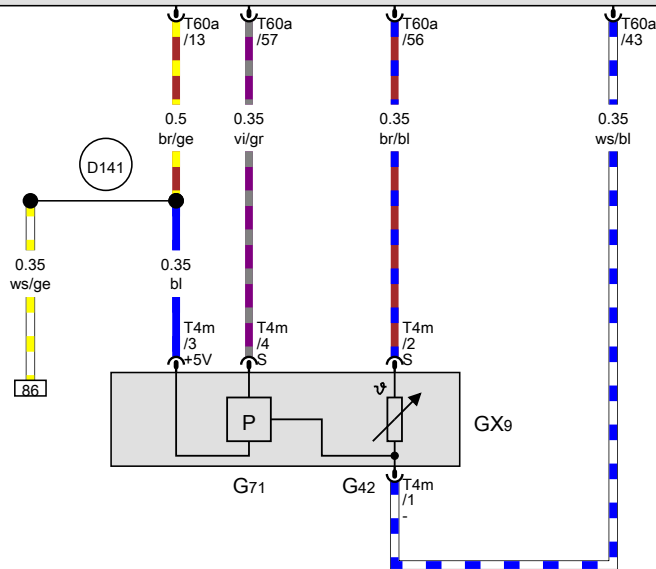 T60a
/13
T60a
/57
T60a
/56
T60a
/43
0.5
br/ge
0.35
vi/gr
0.35
br/bl
0.35
ws/bl
D141
0.35
ws/ge
0.35
bl
T4m
/3
+5V
T4m
/4
S
T4m
/2
S
86
ϑ
P
GX9
G71
G42
T4m
/1
-